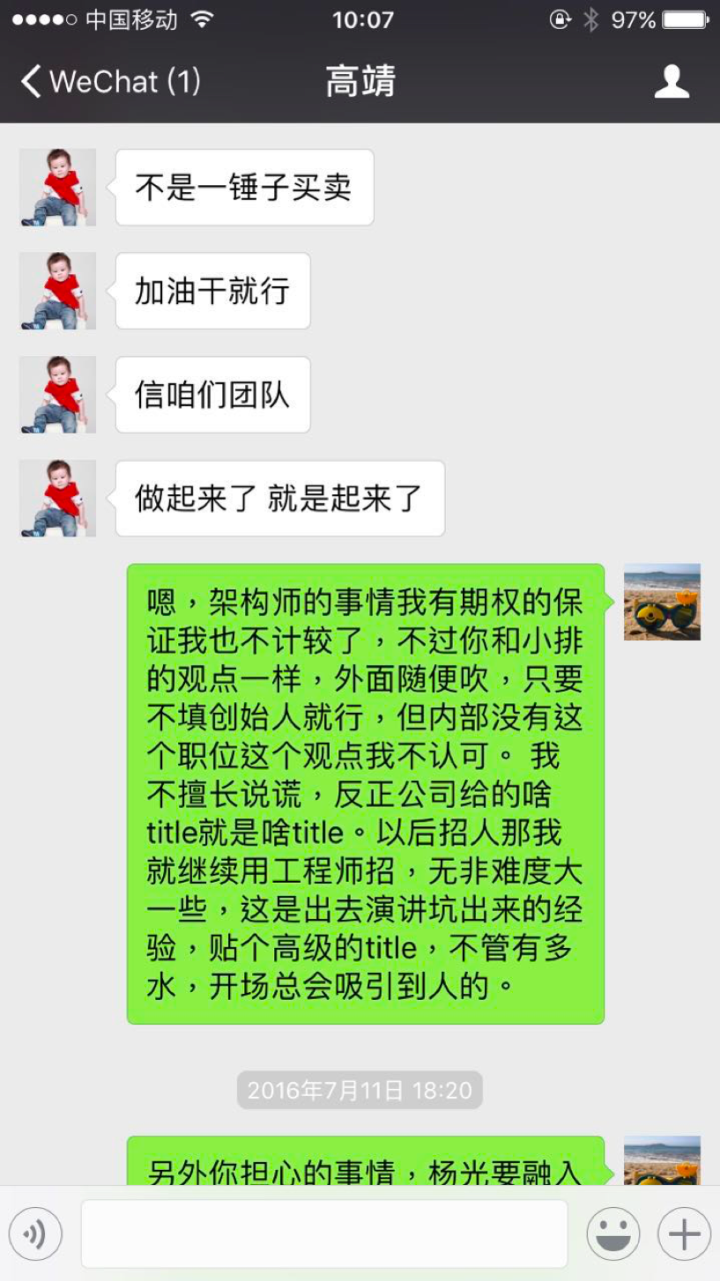 中国移动 10:07 97%
WeChat (1) 高靖
不是一锤子买卖
加油干就行
信咱们团队
做起来了 就是起来了
嗯，架构师的事情我有期权的保
证我也不计较了，不过你和小排
的观点一样，外面随便吹，只要
不填创始人就行，但内部没有这
个职位这个观点我不认可。 我
不擅长说谎，反正公司给的啥
title就是啥title。以后招人那我
就继续用工程师招，无非难度大
一些，这是出去演讲坑出来的经
验，贴个高级的title，不管有多
水，开场总会吸引到人的。
2016年7月11日 18:20
另外你担心的事情，杨光要融入